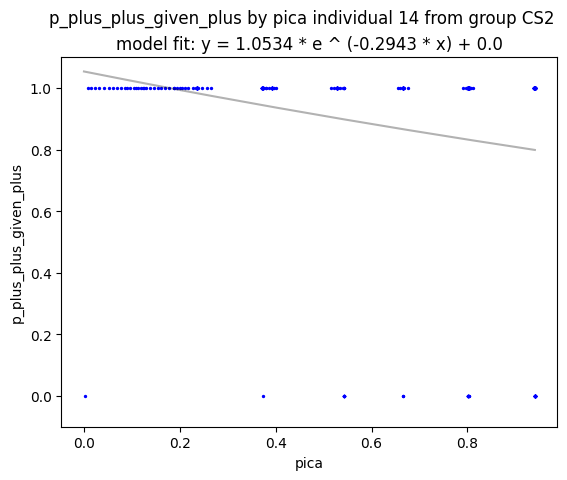 p_plus_plus_given_plus by pica individual 14 from group CS2
model fit: y = 1.0534 * e ^ (-0.2943 * x) + 0.0
p_plus_plus_given_plus
1.0
0.8
0.6
0.4
0.2
0.0
0.0 0.2 0.4 0.6 0.8
pica